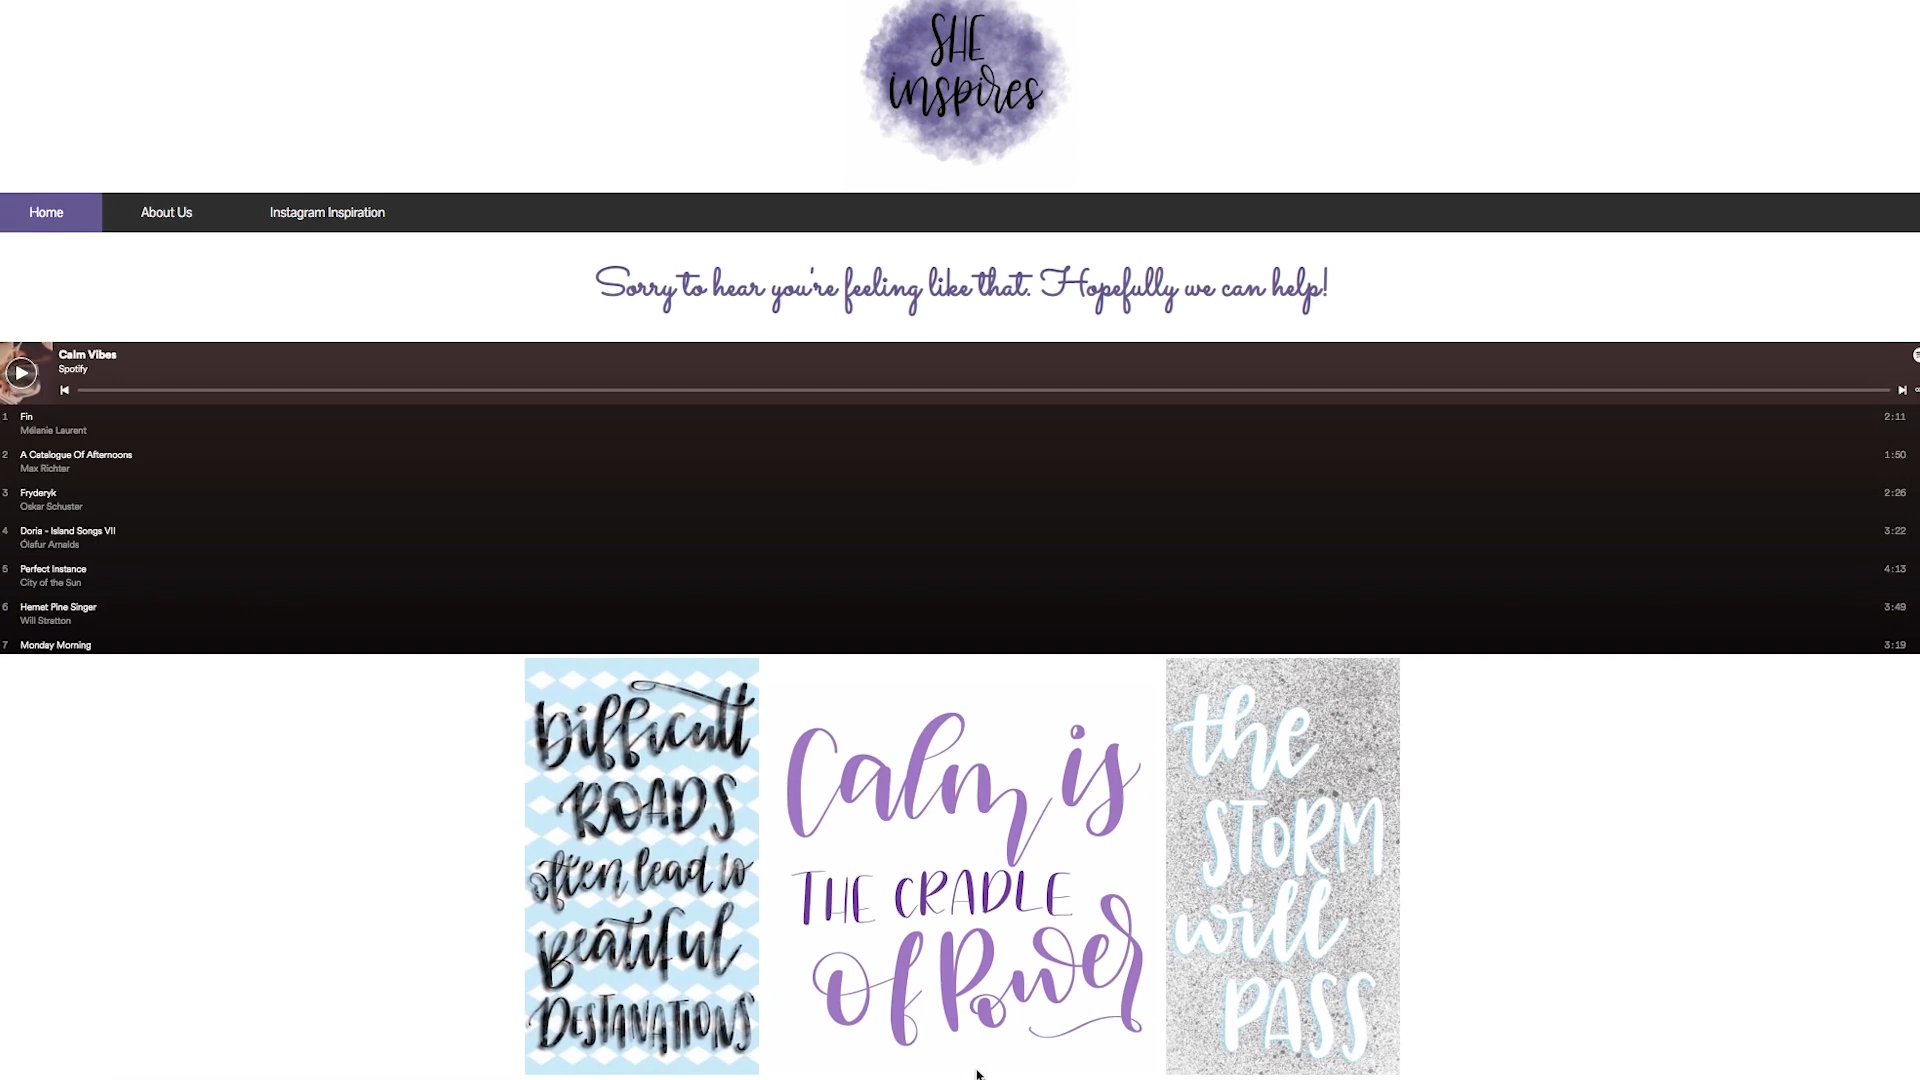 SHE
inspires
Home About Us Instagram Inspiration
Sorry to hear you're feeling like that. Hopefully we can help!
Calm Vibes
Spotify
1 Fin 2:11
Mélanie Laurent
2 A Catalogue Of Afternoons 1:50
Max Richter
3 Fryderyk 2:26
Oskar Schuster
4 Doria - Island Songs VII 3:22
Ólafur Arnalds
5 Perfect Instance 4:13
City of the Sun
6 Hemet Pine Singer 3:49
Will Stratton
7 Monday Morning 3:19
Difficult
ROADS
often lead to
Beatiful
DESTANATIONS
Calm is
THE CRADLE
Of Power
the
STORM
will
PASS